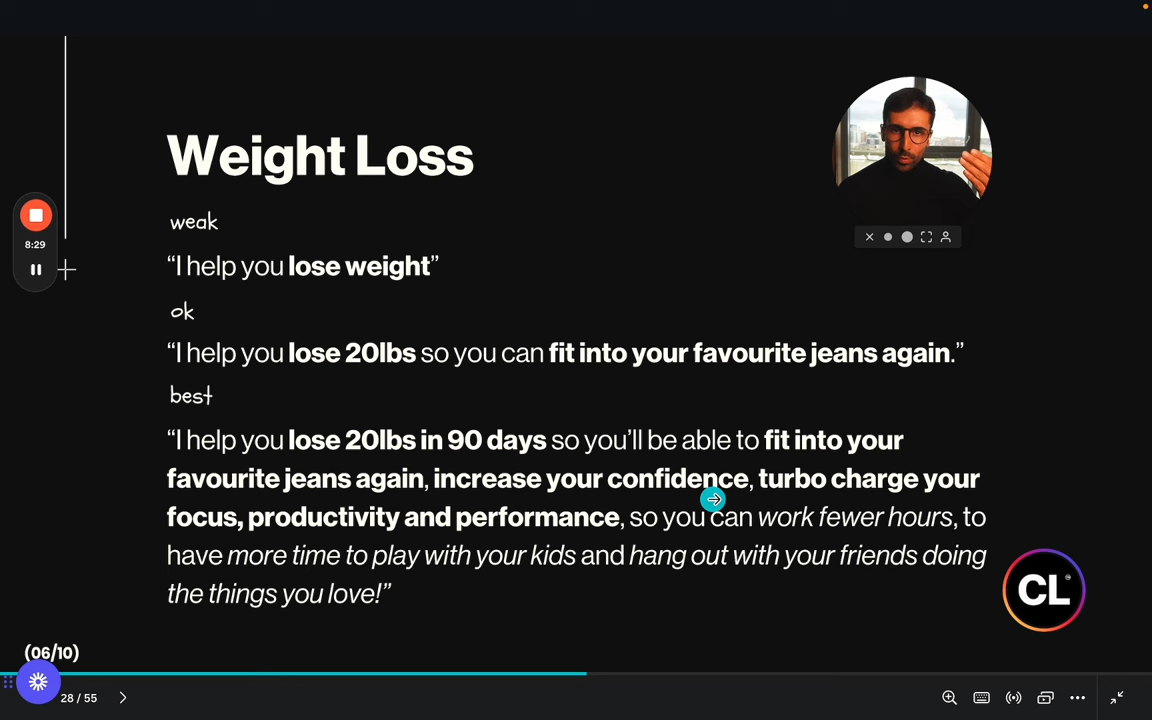 Weight Loss
weak
“I help you lose weight”
8:29
ok
“I help you lose 20lbs so you can fit into your favourite jeans again.”
best
“I help you lose 20lbs in 90 days so you’ll be able to fit into your
favourite jeans again, increase your confidence, turbo charge your
focus, productivity and performance, so you can work fewer hours, to
have more time to play with your kids and hang out with your friends doing
the things you love!”
CL
(06/10)
28 / 55